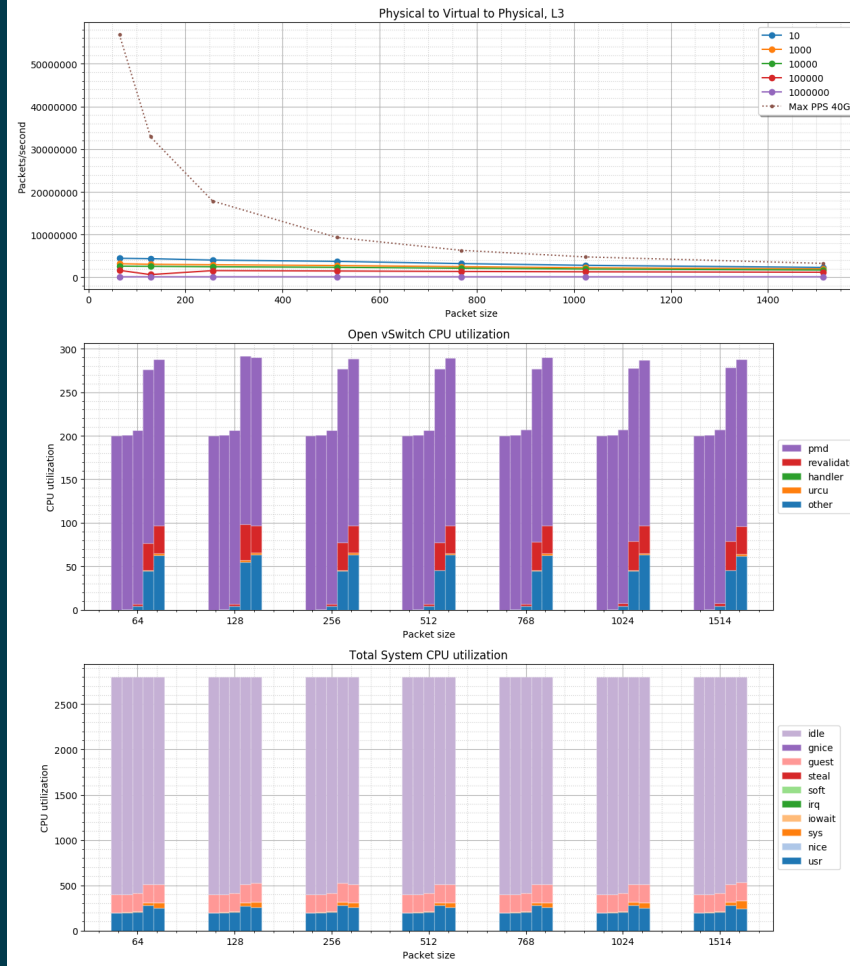 Physical to Virtual to Physical, L3
Packets/second
50000000
40000000
30000000
20000000
10000000
0
10
1000
10000
100000
1000000
Max PPS 40G
0 200 400 600 800 1000 1200 1400
Packet size
Open vSwitch CPU utilization
CPU utilization
300
250
200
150
100
50
0
pmd
revalidat
handler
urcu
other
64 128 256 512 768 1024 1514
Packet size
Total System CPU utilization
CPU utilization
2500
2000
1500
1000
500
0
idle
gnice
guest
steal
soft
irq
iowait
sys
nice
usr
64 128 256 512 768 1024 1514
Packet size